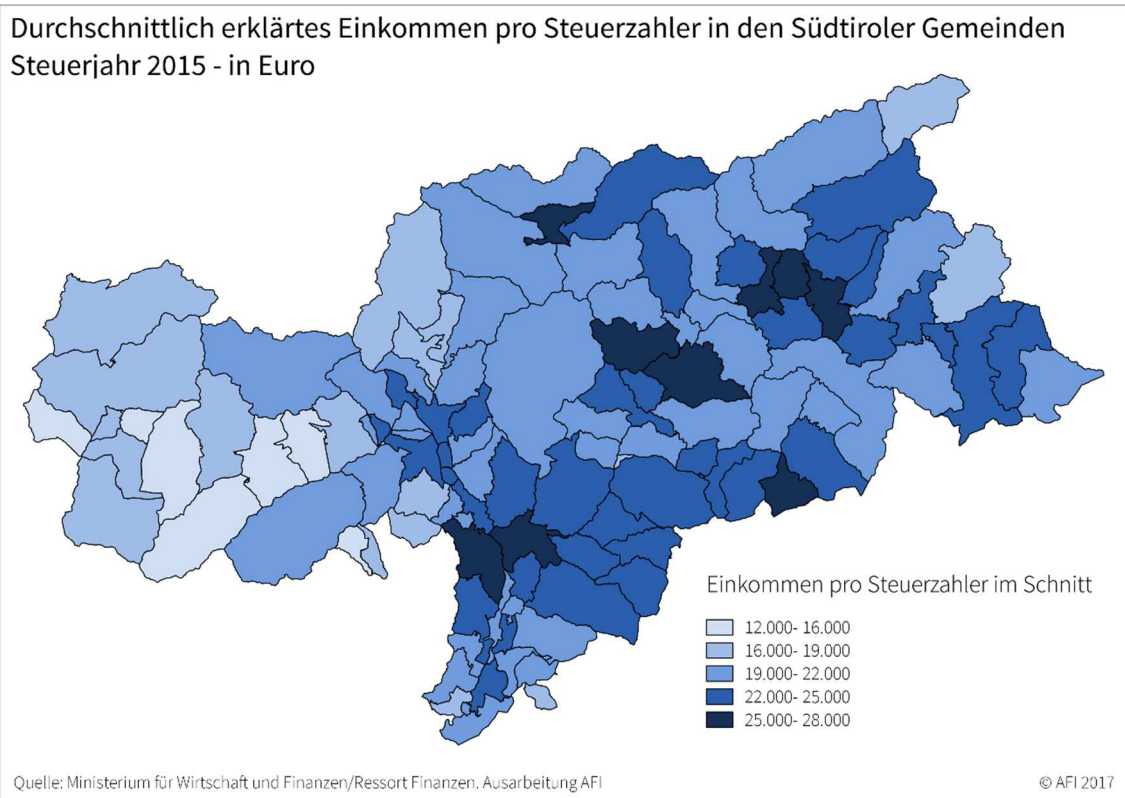 Durchschnittlich erklärtes Einkommen pro Steuerzahler in den Südtiroler Gemeinden
Steuerjahr 2015 - in Euro
Einkommen pro Steuerzahler im Schnitt
12.000- 16.000
16.000- 19.000
19.000- 22.000
22.000- 25.000
25.000- 28.000
Quelle: Ministerium für Wirtschaft und Finanzen/Ressort Finanzen. Ausarbeitung AFI
© AFI 2017